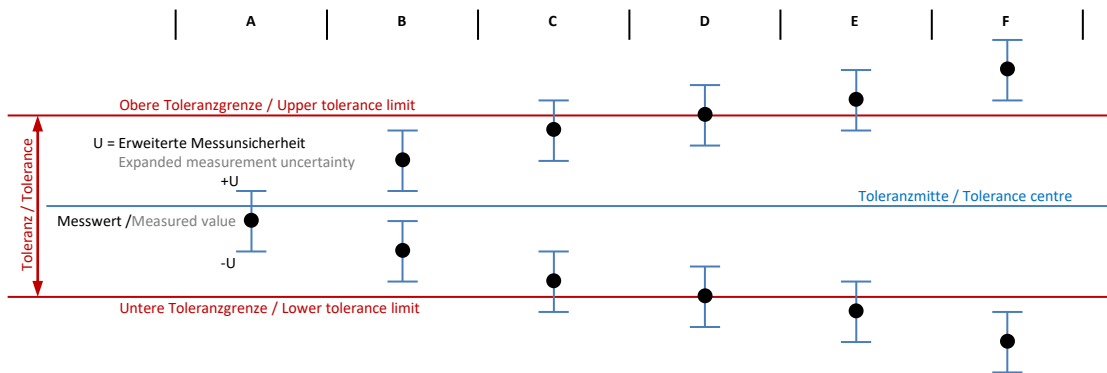 A B C D E F
Obere Toleranzgrenze / Upper tolerance limit
U = Erweiterte Messunsicherheit
Expanded measurement uncertainty
+U
Toleranzmitte / Tolerance centre
Messwert /Measured value
Toleranz / Tolerance
-U
Untere Toleranzgrenze / Lower tolerance limit